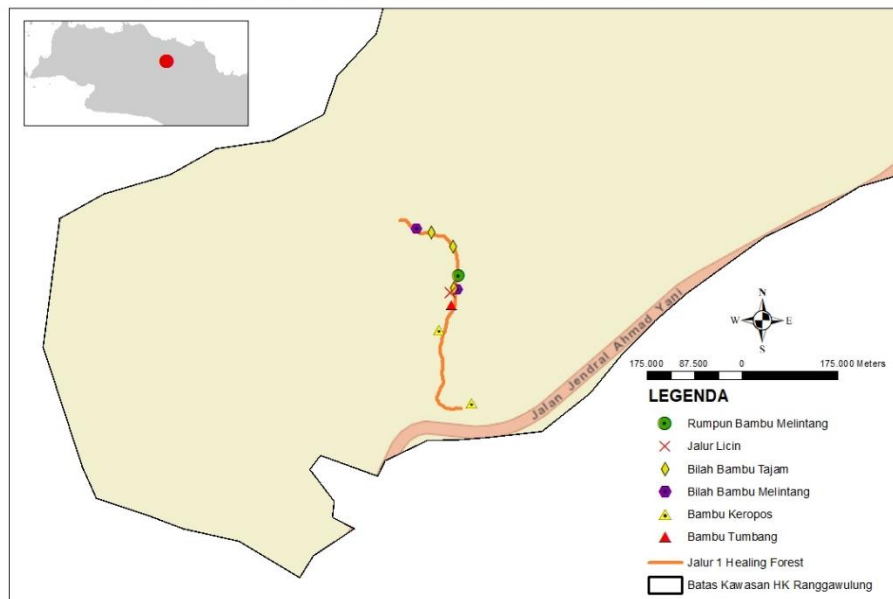 Jalan Jendral Ahmad Yani
N
W E
S
175.000 87.500 0 175.000 Meters
LEGENDA
Rumpun Bambu Melintang
Jalur Licin
Bilah Bambu Tajam
Bilah Bambu Melintang
Bambu Keropos
Bambu Tumbang
Jalur 1 Healing Forest
Batas Kawasan HK Ranggawulung